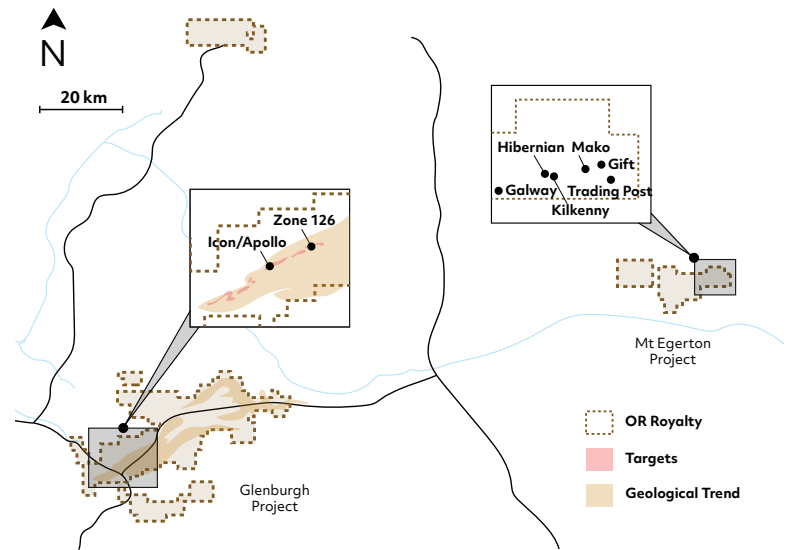 N
20 km
Hibernian
Mako
Gift
Galway
Trading Post
Kilkenny
Zone 126
Icon/Apollo
Mt Egerton
Project
OR Royalty
Targets
Geological Trend
Glenburgh
Project